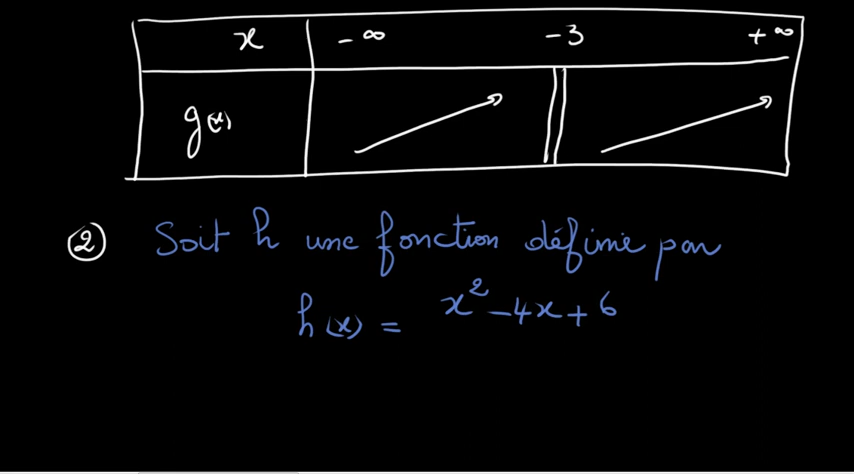 x -∞ -3 +∞
g(x)
② Soit h une fonction définie par
h(x) = x² - 4x + 6